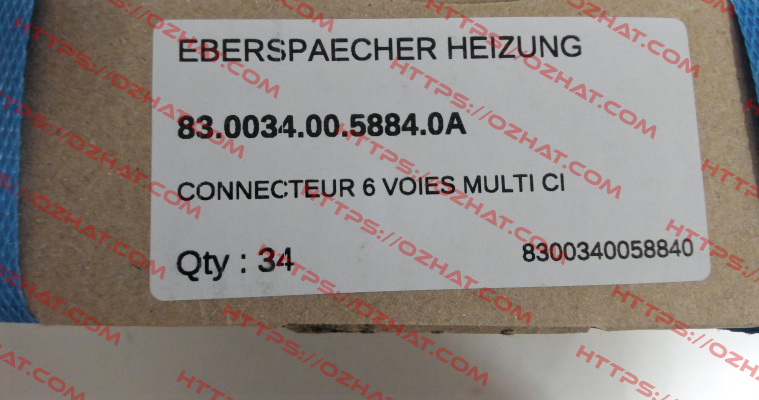 EBERSPAECHER HEIZUNG
83.0034.00.5884.0A
CONNECTEUR 6 VOIES MULTI CI
Qty : 34
8300340058840
HTTPS://OZHAT.COM